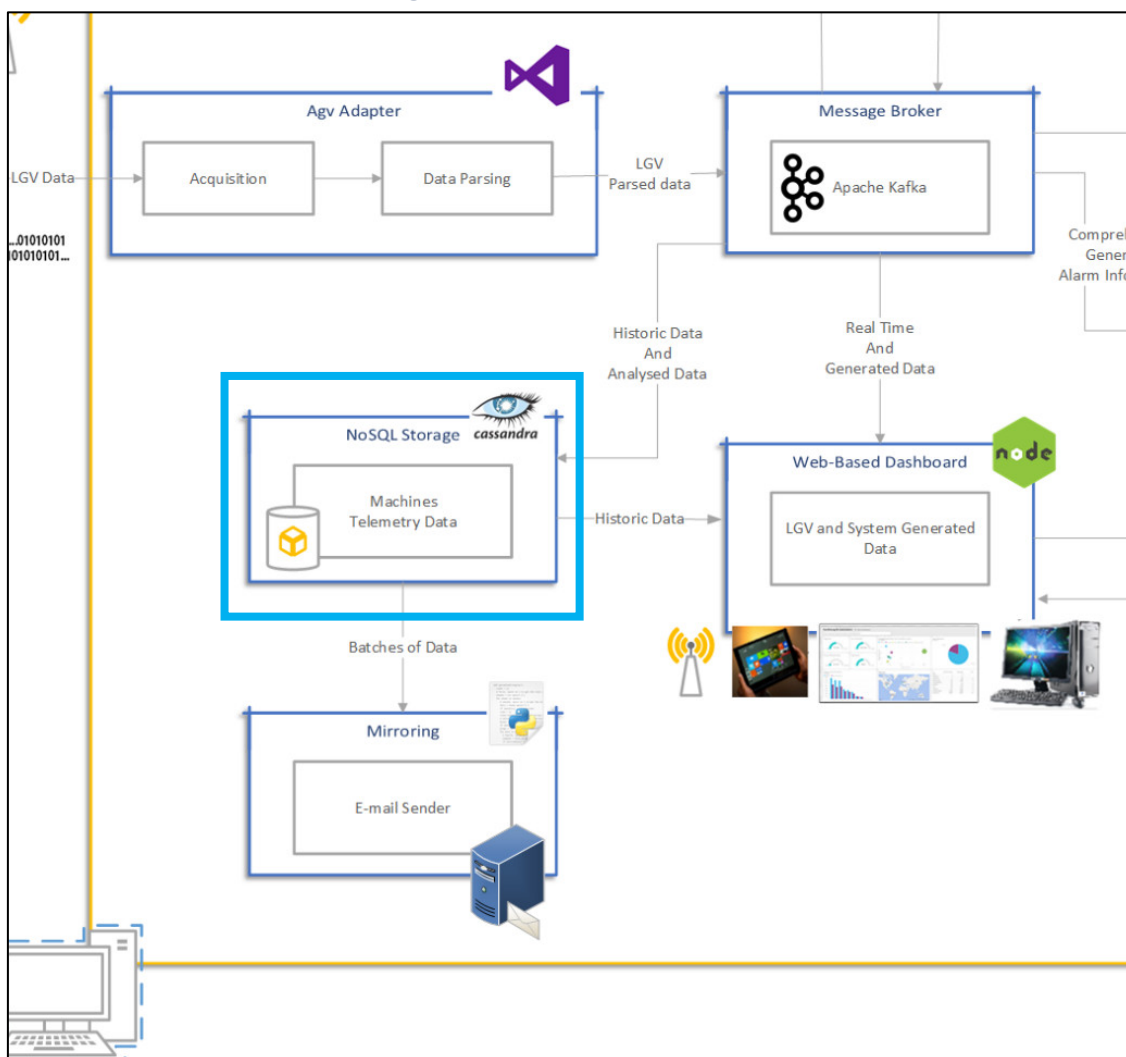 Agv Adapter
Message Broker
LGV Data
Acquisition
Data Parsing
LGV
Parsed data
Apache Kafka
...01010101
101010101...
Historic Data
And
Analysed Data
Real Time
And
Generated Data
Alarm
NoSQL Storage
cassandra
Machines
Telemetry Data
Historic Data
Web-Based Dashboard
node
LGV and System Generated
Data
Batches of Data
Mirroring
E-mail Sender